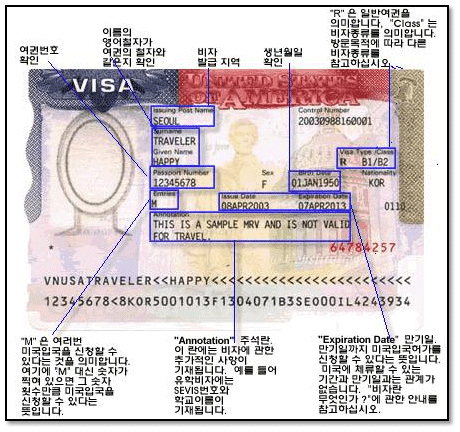 "R" 은 일반여권을
의미합니다. "Class" 는
비자종류를 의미합니다.
방문목적에 따라 다른
비자종류를
참고하십시오.
이름의
영어철자가
여권의 철자와
같은지 확인
여권번호
확인
비자
발급 지역
생년월일
확인
VISA
UNITED STATES
OF AMERICA
Issuing Post Name
SEOUL
Control Number
20030988160001
Surname
TRAVELER
Given Name
HAPPY
Visa Type /Class
R B1/B2
Passport Number
12345678
Sex
F
Birth Date
01JAN1950
Nationality
KOR
Entries
M
Issue Date
08APR2003
Expiration Date
07APR2013
0110
Annotation
THIS IS A SAMPLE MRV AND IS NOT VALID
FOR TRAVEL.
*
64784257
VNUSATRAVELER<<HAPPY<<<<<<<<<<<<<<<<<<<
12345678<8KOR5001013F1304071B3SE000IL4243934
"M" 은 여러번
미국입국을 신청할 수
있다는 것을 의미합니다.
여기에 "M" 대신 숫자가
찍혀 있으면 그 숫자
횟수만큼 미국입국을
신청할 수 있다는
뜻입니다.
"Annotation" 주석란.
이 란에는 비자에 관한
추가적인 사항이
기재됩니다. 예를 들어
유학비자에는
SEVIS번호와
학교이름이
기재됩니다.
"Expiration Date" 만기일.
만기일까지 미국입국허가를
신청할 수 있다는 뜻입니다.
미국에 체류할 수 있는
기간과 만기일과는 관계가
없습니다. "비자란
무엇인가 ?"에 관한 안내를
참고하십시오.